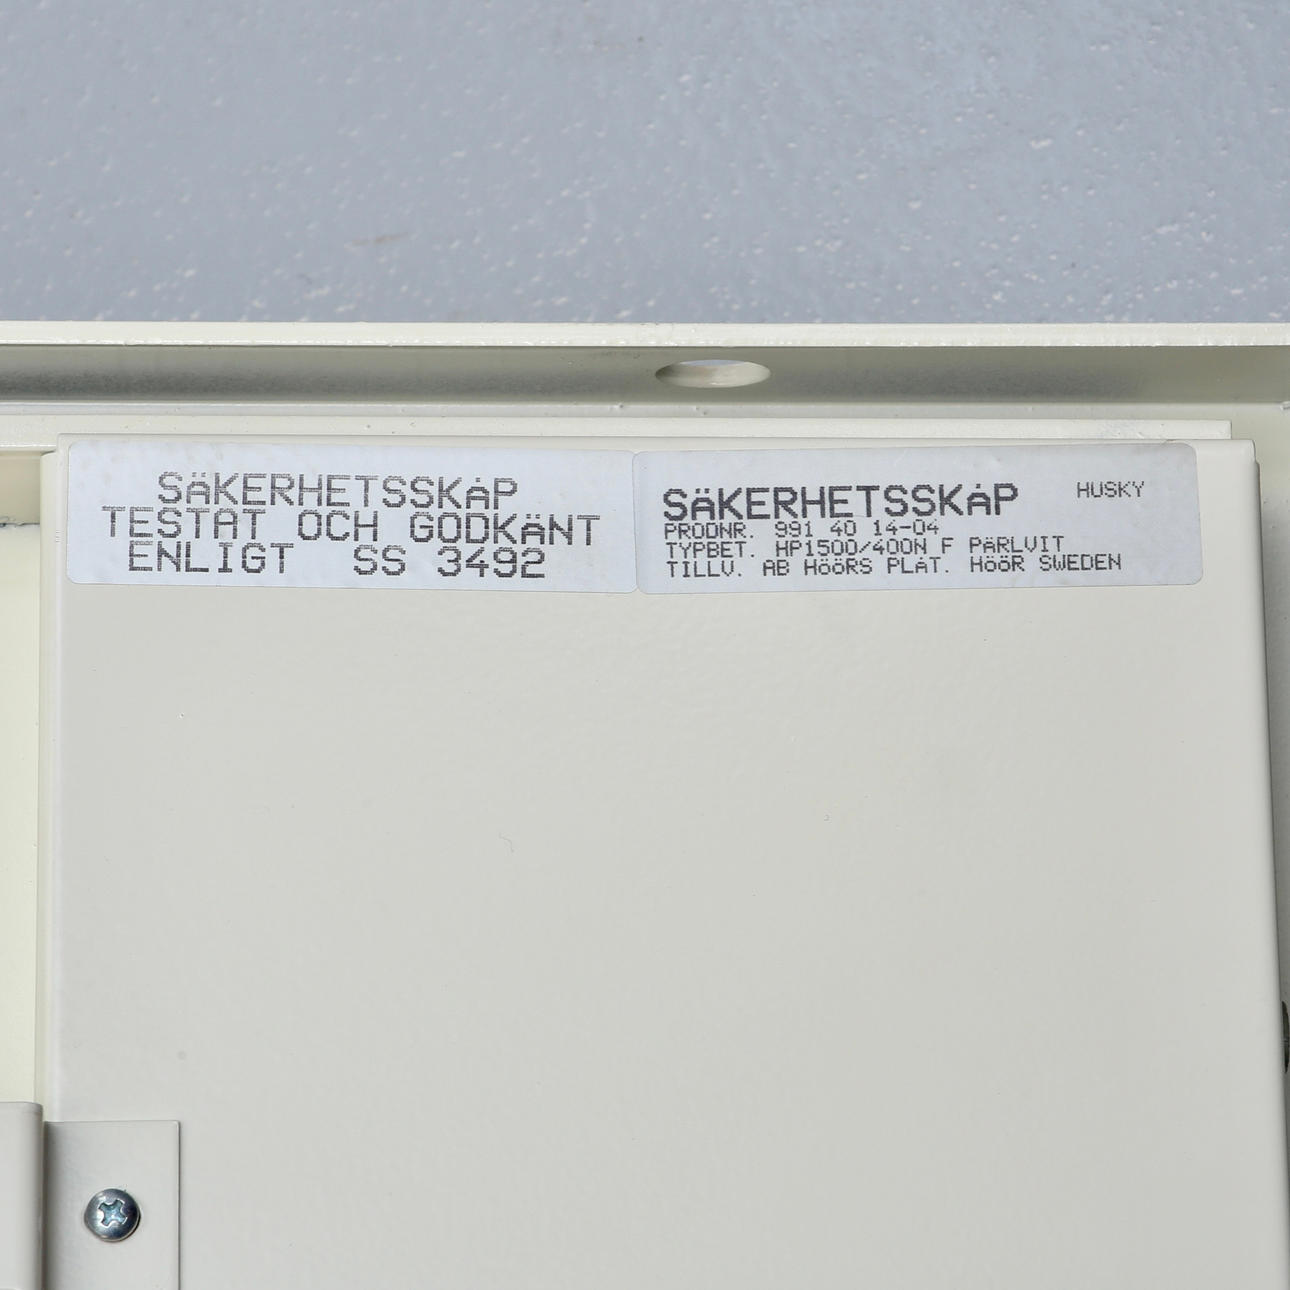 SÄKERHETSSKÅP
TESTAT OCH GODKÄNT
ENLIGT SS 3492
SÄKERHETSSKÅP HUSKY
PRODNR. 991 40 14-04
TYPBET. HP1500/400N F PÄRLVIT
TILLV. AB HÖÖRS PLÅT. HÖÖR SWEDEN